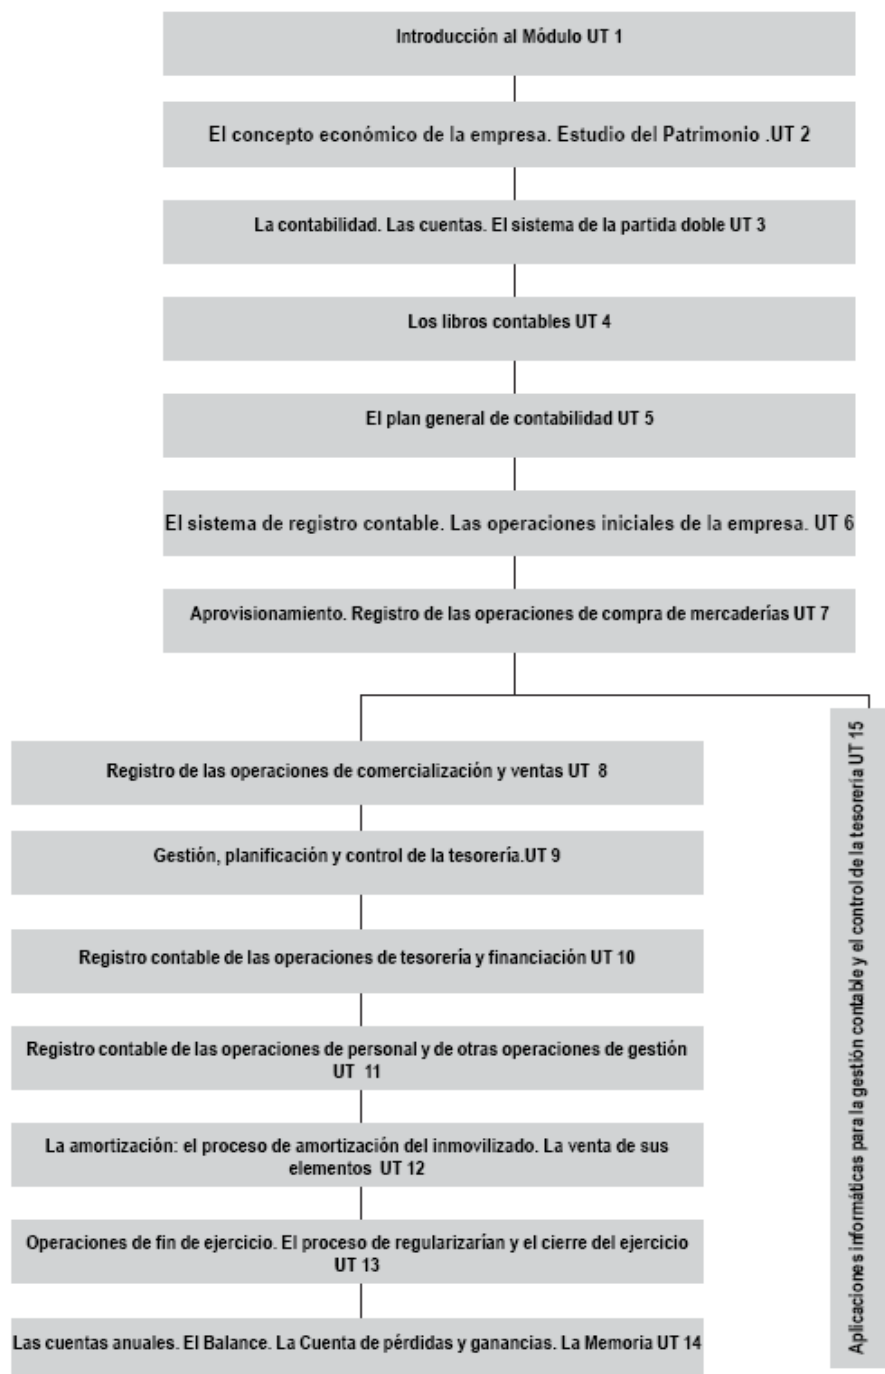 Introducción al Módulo UT 1
El concepto económico de la empresa. Estudio del Patrimonio .UT 2
La contabilidad. Las cuentas. El sistema de la partida doble UT 3
Los libros contables UT 4
El plan general de contabilidad UT 5
El sistema de registro contable. Las operaciones iniciales de la empresa. UT 6
Aprovisionamiento. Registro de las operaciones de compra de mercaderías UT 7
Registro de las operaciones de comercialización y ventas UT 8
Gestión, planificación y control de la tesorería.UT 9
Registro contable de las operaciones de tesorería y financiación UT 10
Registro contable de las operaciones de personal y de otras operaciones de gestión
UT 11
La amortización: el proceso de amortización del inmovilizado. La venta de sus
elementos UT 12
Operaciones de fin de ejercicio. El proceso de regularizarían y el cierre del ejercicio
UT 13
Las cuentas anuales. El Balance. La Cuenta de pérdidas y ganancias. La Memoria UT 14
Aplicaciones informáticas para la gestión contable y el control de la tesorería UT 15